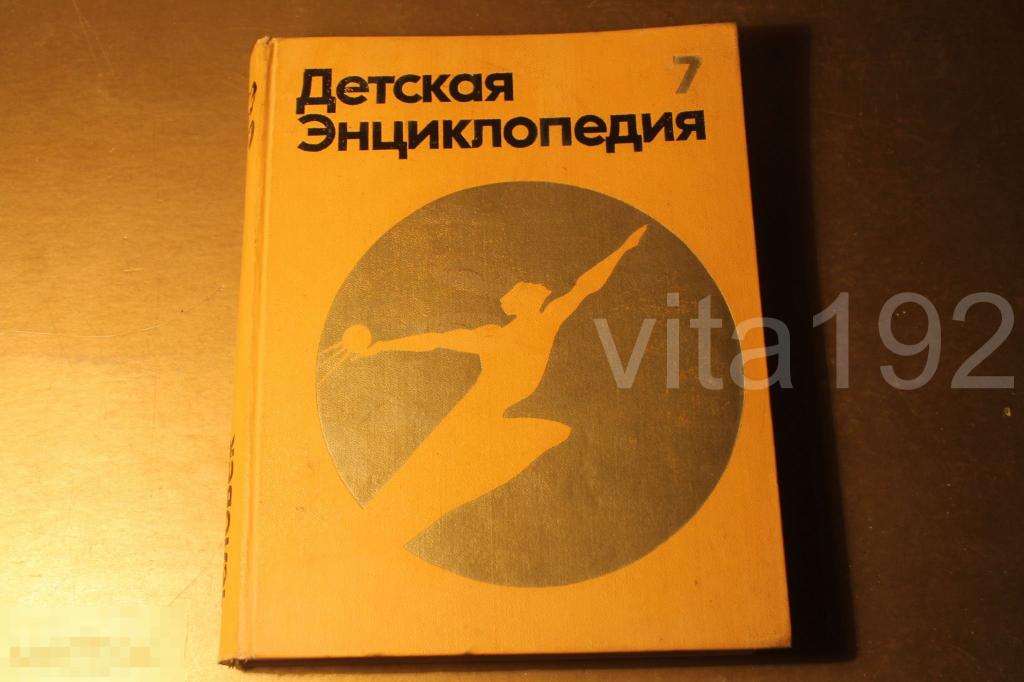 7
Детская
Энциклопедия
vita192